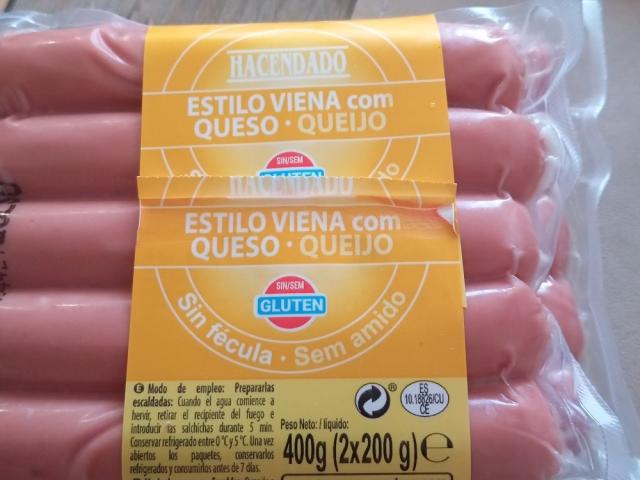 HACENDADO
ESTILO VIENA com
QUESO · QUEIJO
SIN/SEM
GLUTEN
HACENDADO
ESTILO VIENA com
QUESO · QUEIJO
SIN/SEM
GLUTEN
Sin fécula · Sem amido
E Modo de empleo: Prepararlas
escaldadas: Cuando el agua comience a
hervir, retirar el recipiente del fuego e
introducir las salchichas durante 5 min.
Conservar refrigerado entre 0°C y 5°C. Una vez
abiertos los paquetes, conservarlos
refrigerados y consumirlos antes de 7 días.
®
ES
10.18826/CU
CE
Peso Neto: / líquido:
400g (2x200 g) e